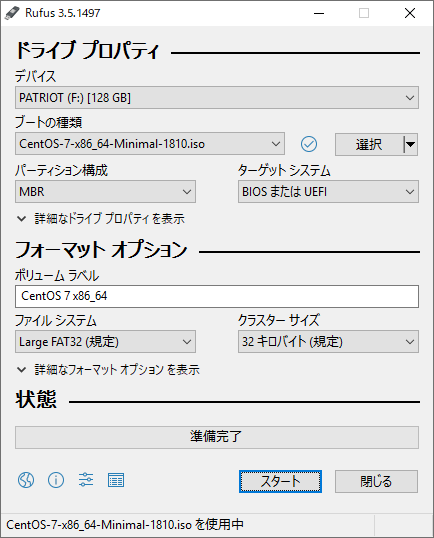 Rufus 3.5.1497
ドライブ プロパティ
デバイス
PATRIOT (F:) [128 GB]
ブートの種類
CentOS-7-x86_64-Minimal-1810.iso
選択
パーティション構成
ターゲット システム
MBR
BIOS または UEFI
詳細なドライブ プロパティを表示
フォーマット オプション
ボリューム ラベル
CentOS 7 x86_64
ファイル システム
クラスター サイズ
Large FAT32 (規定)
32 キロバイト (規定)
詳細なフォーマット オプションを表示
状態
準備完了
スタート
閉じる
CentOS-7-x86_64-Minimal-1810.iso を使用中